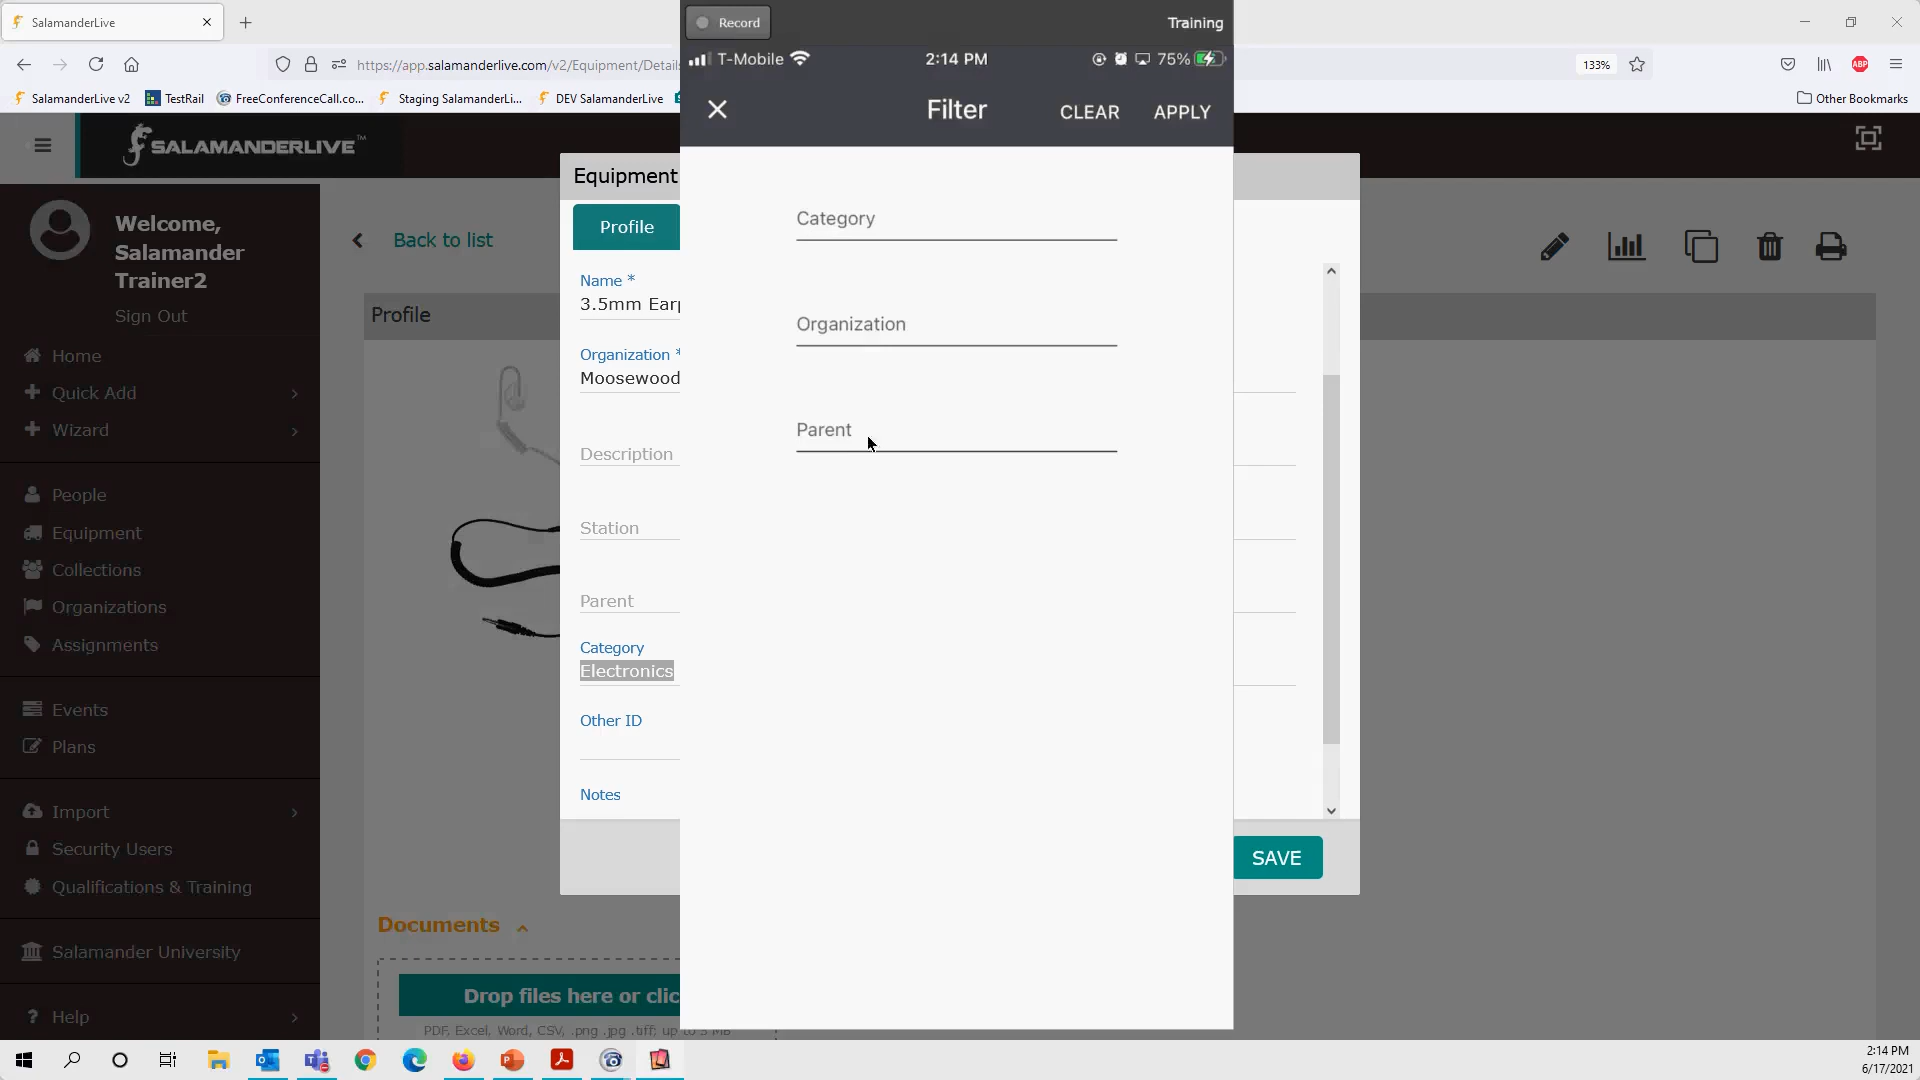 SalamanderLive
https://app.salamanderlive.com/v2/Equipment/Details
133%
SalamanderLive v2
TestRail
FreeConferenceCall.co...
Staging SalamanderLi...
DEV SalamanderLive
Other Bookmarks
SALAMANDERLIVE™
Welcome,
Salamander
Trainer2
Sign Out
Home
Quick Add
Wizard
People
Equipment
Collections
Organizations
Assignments
Events
Plans
Import
Security Users
Qualifications & Training
Salamander University
Help
Back to list
Profile
Documents
Drop files here or clic
PDF, Excel, Word, CSV, .png .jpg .tiff; up to 5 MB
Equipment
Profile
Name *
3.5mm Earp
Organization *
Moosewood
Description
Station
Parent
Category
Electronics
Other ID
Notes
SAVE
Record
Training
T-Mobile
2:14 PM
75%
Filter
CLEAR
APPLY
Category
Organization
Parent
ABP
2:14 PM
6/17/2021